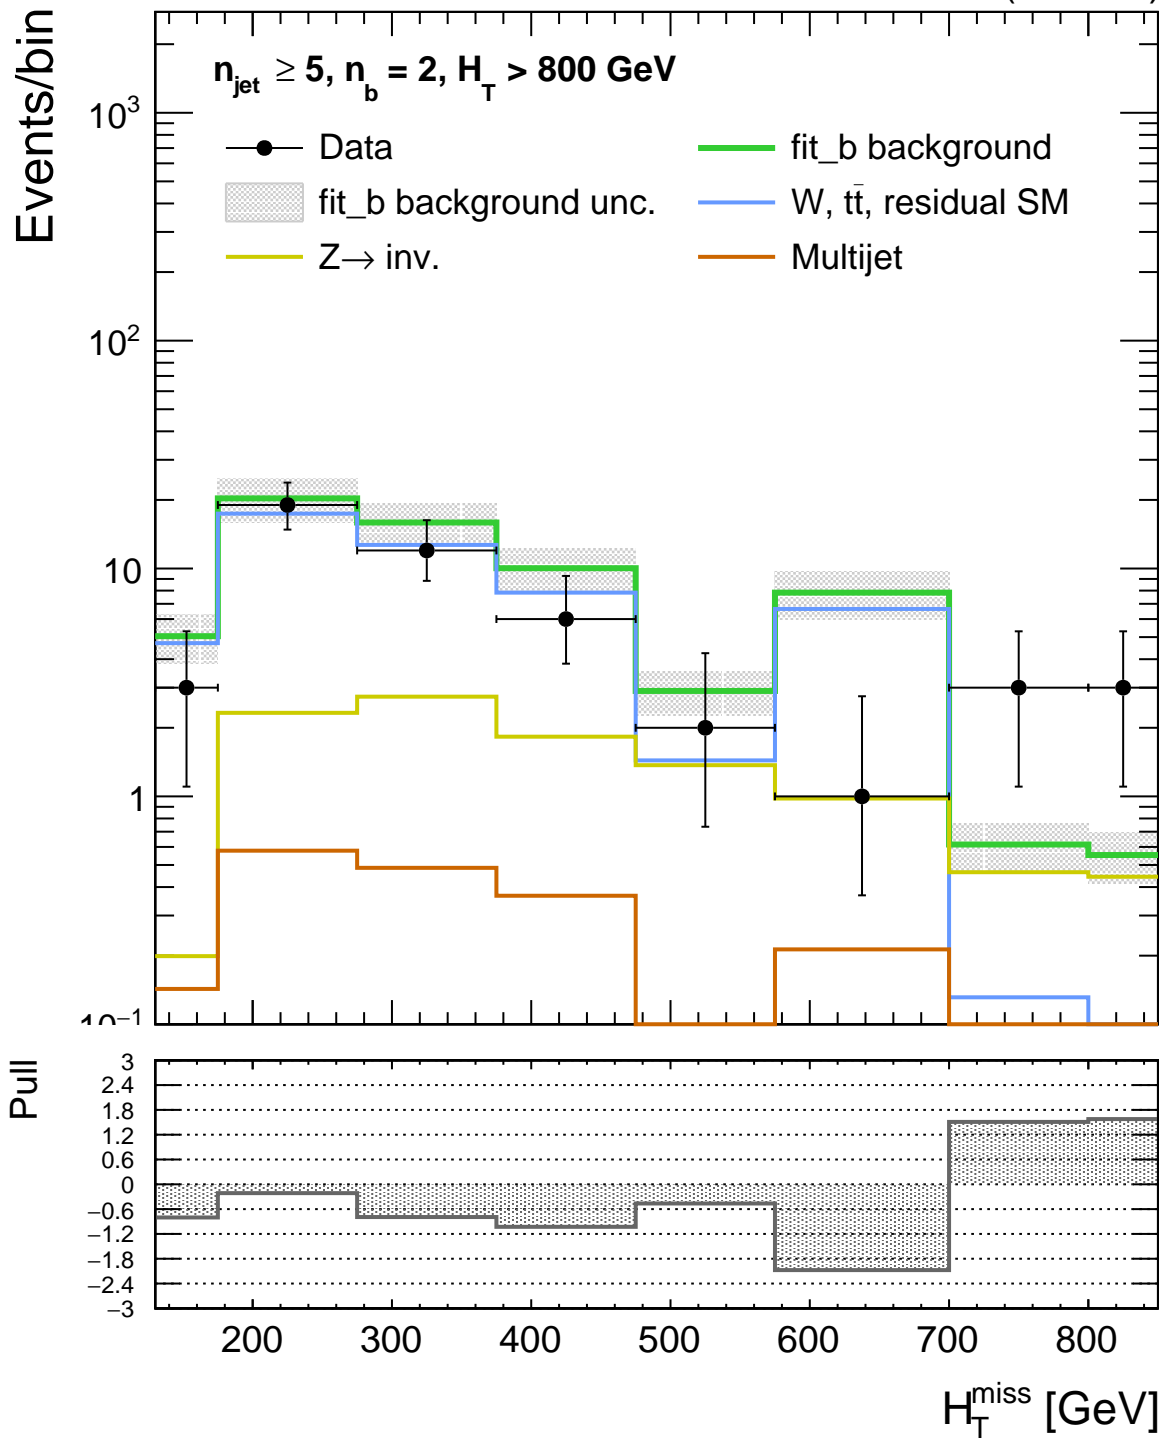 Events/bin
n_jet ≥ 5, n_b = 2, H_T > 800 GeV
Data
fit_b background
fit_b background unc.
W, tt̄, residual SM
Z→ inv.
Multijet
10³
10²
10
1
10⁻¹
Pull
3
2.4
1.8
1.2
0.6
0
−0.6
−1.2
−1.8
−2.4
−3
200 300 400 500 600 700 800
H_T^miss [GeV]